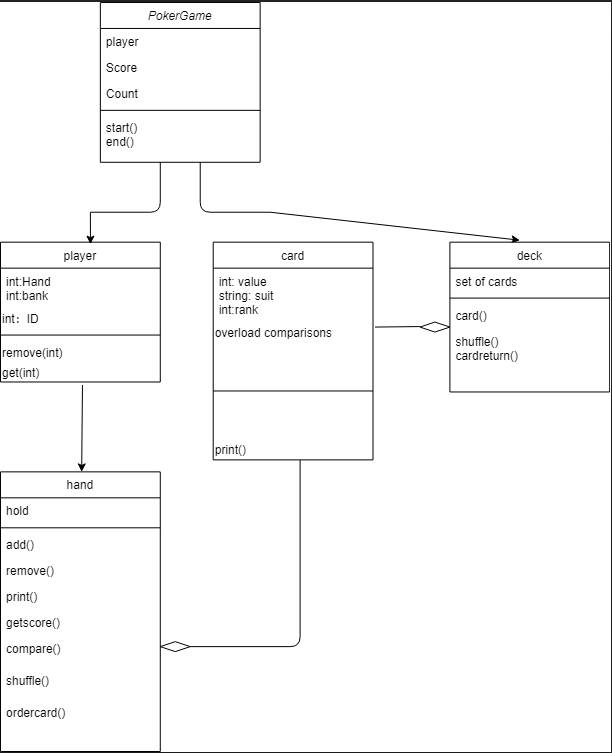 PokerGame
player
Score
Count
start()
end()
player
int:Hand
int:bank
int: ID
remove(int)
get(int)
card
int: value
string: suit
int:rank
overload comparisons
print()
deck
set of cards
card()
shuffle()
cardreturn()
hand
hold
add()
remove()
print()
getscore()
compare()
shuffle()
ordercard()